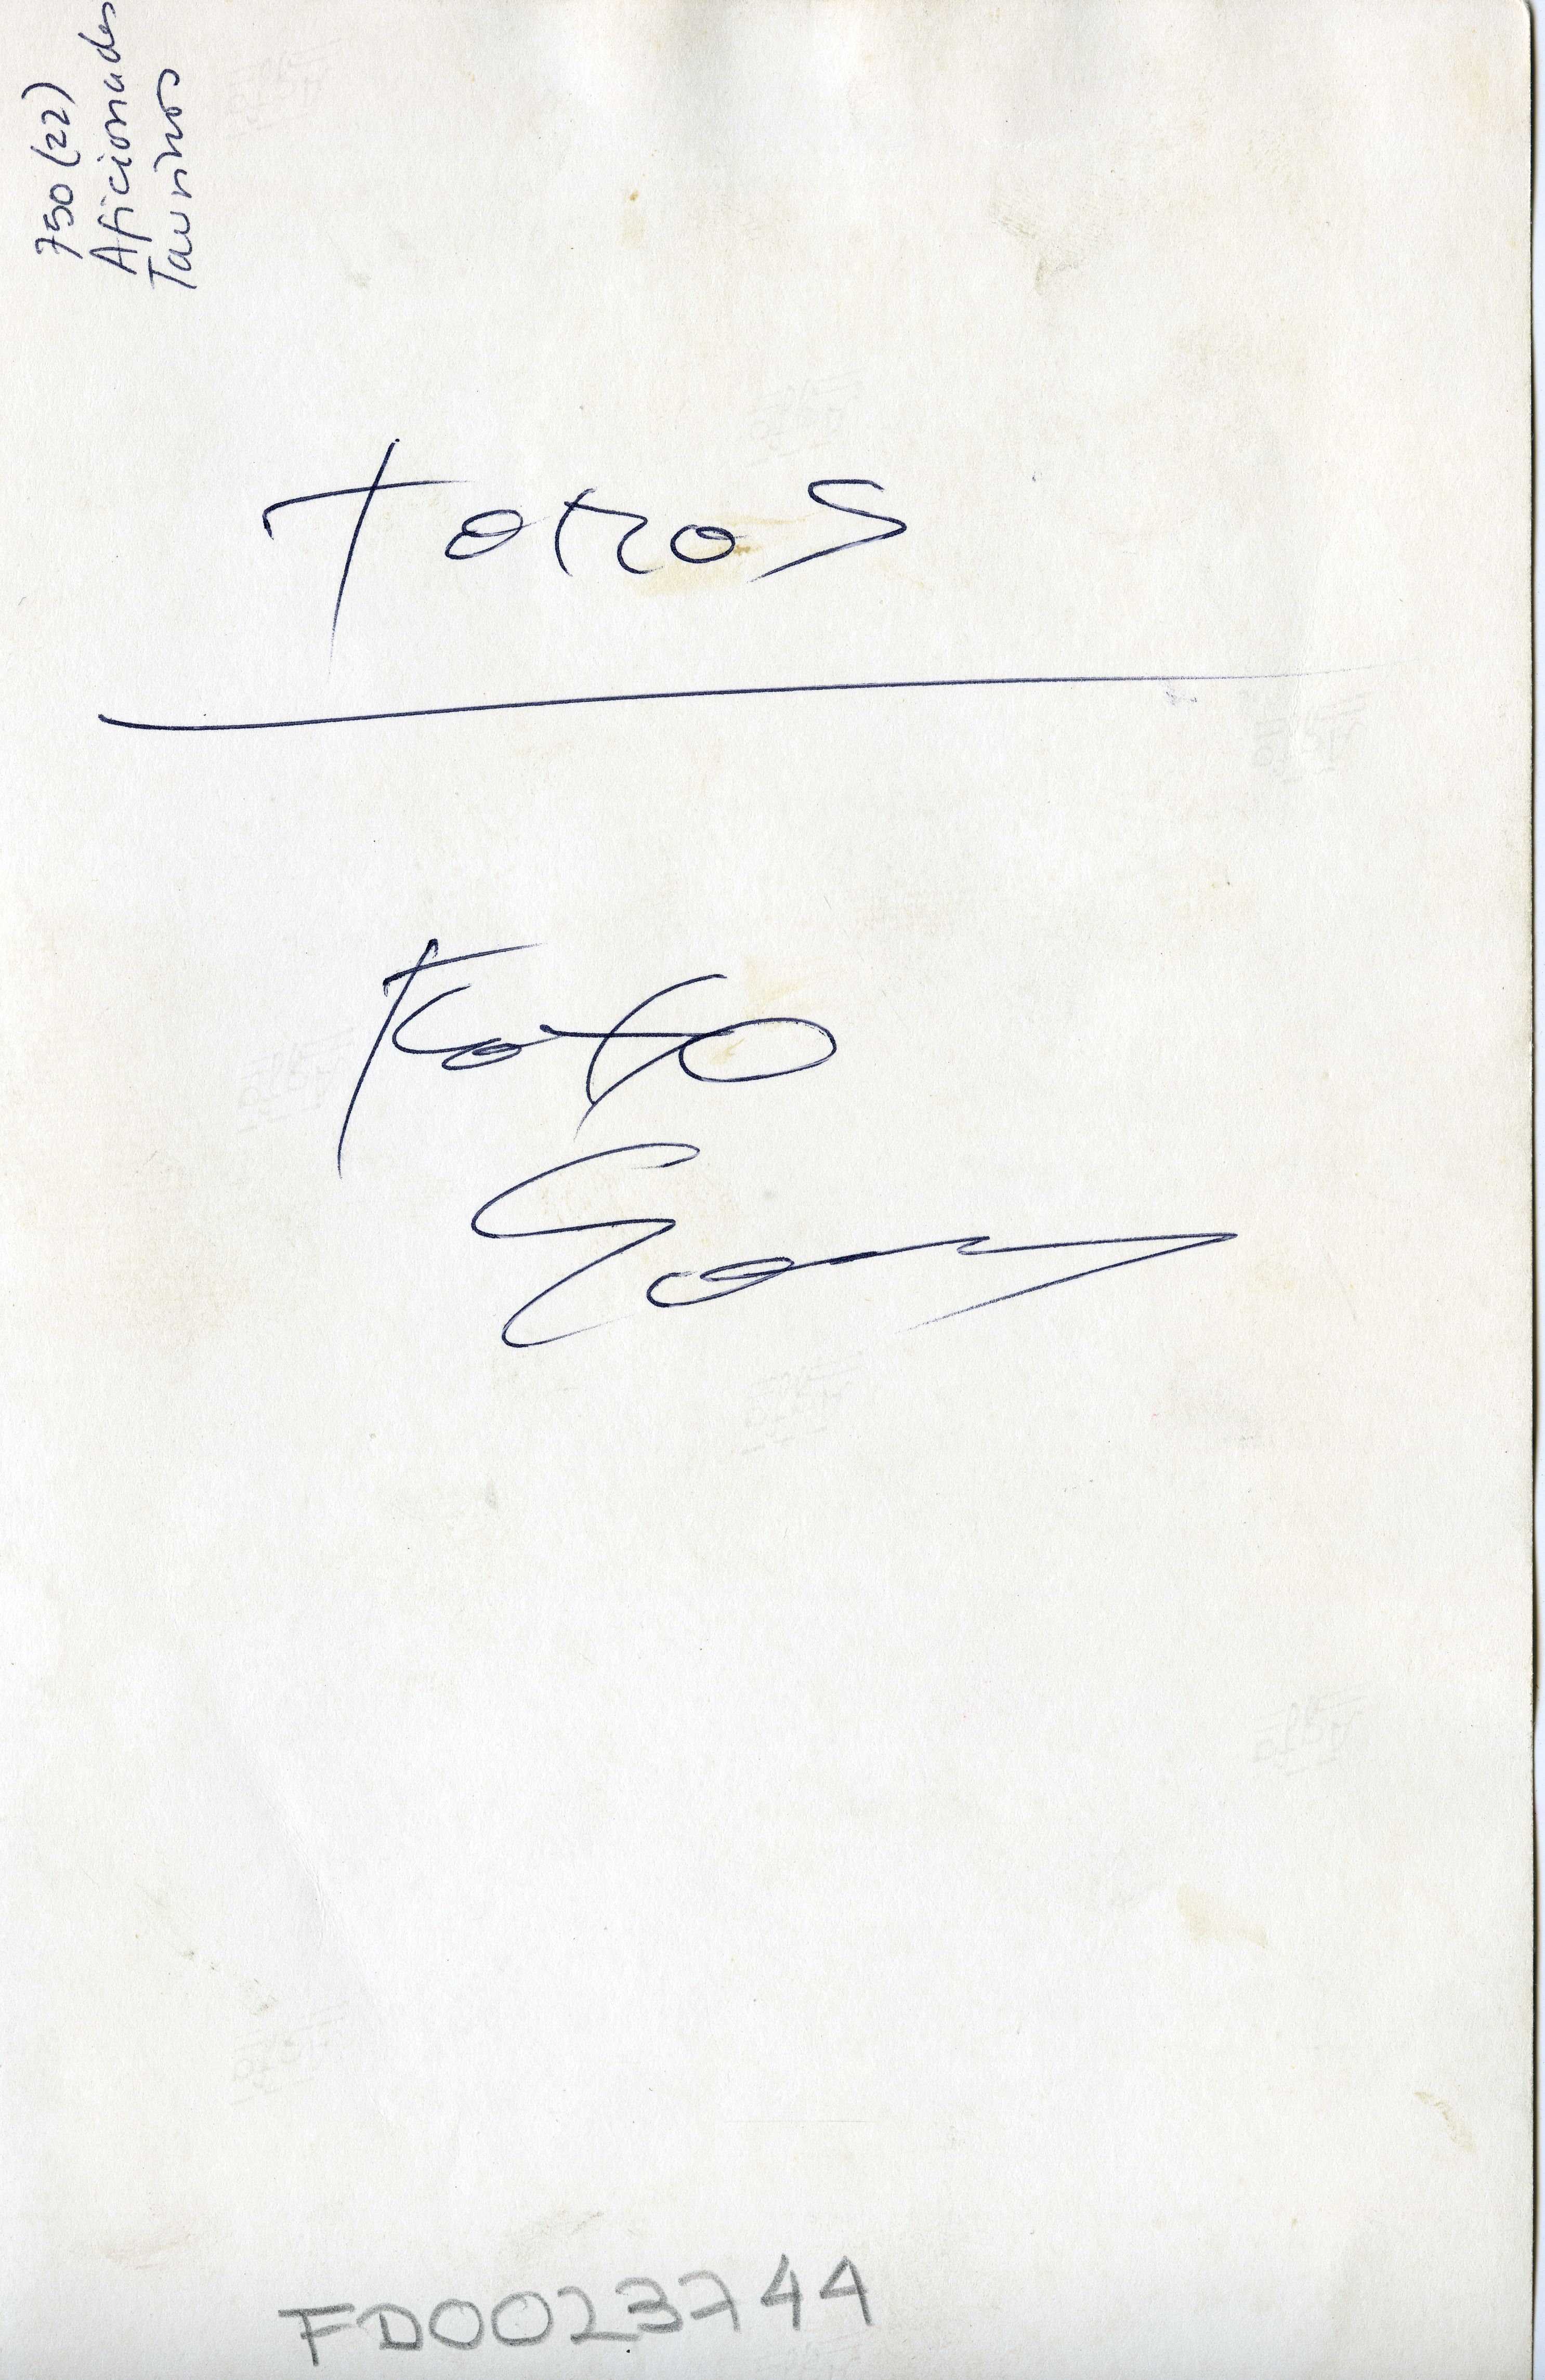 750 (22)
Aficionados
Taurinos
toros
Foto
FD0023744